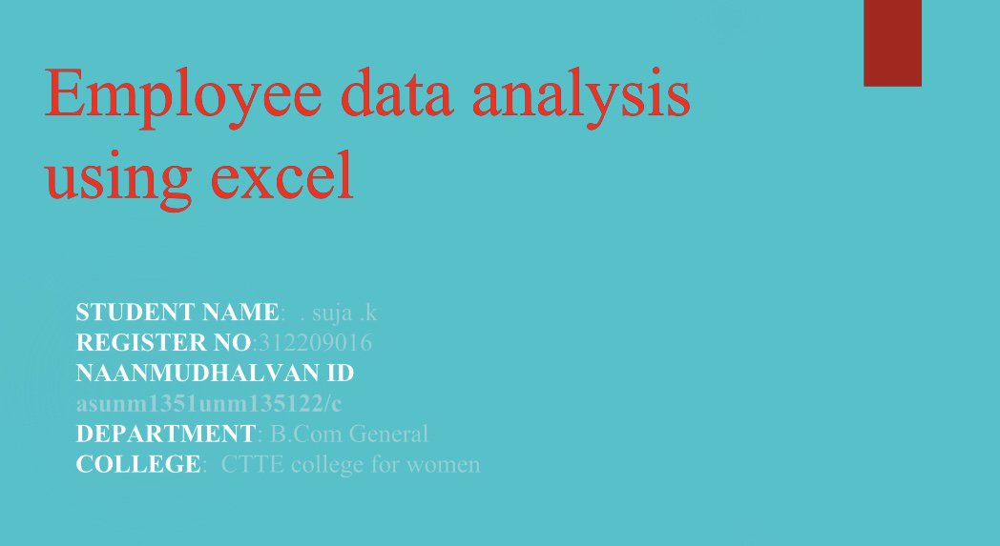 Employee data analysis
using excel
STUDENT NAME:  . suja .k
REGISTER NO:312209016
NAANMUDHALVAN ID
asunm1351unm135122/c
DEPARTMENT: B.Com General
COLLEGE:  CTTE college for women